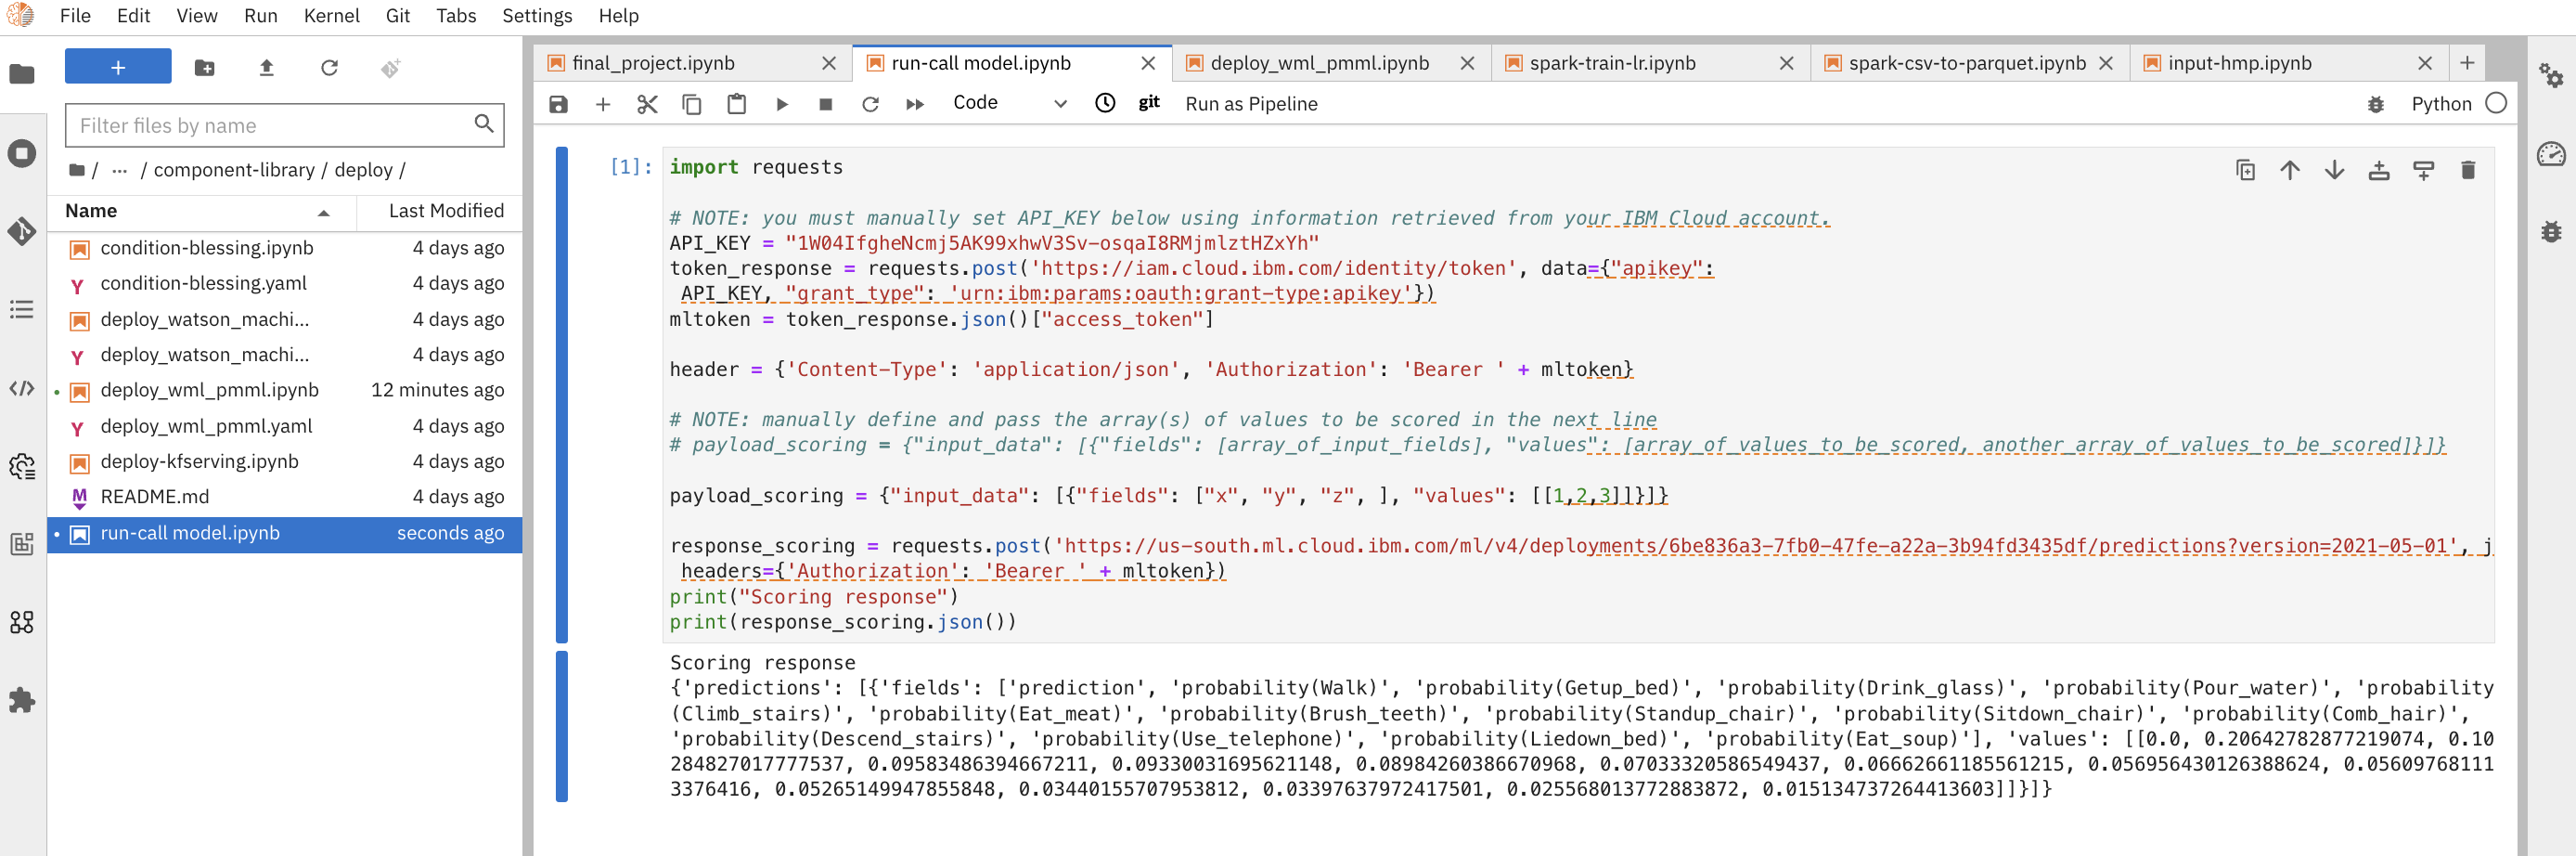 File Edit View Run Kernel Git Tabs Settings Help
+
Filter files by name
/ ... / component-library / deploy /
Name Last Modified
condition-blessing.ipynb 4 days ago
condition-blessing.yaml 4 days ago
deploy_watson_machi... 4 days ago
deploy_watson_machi... 4 days ago
deploy_wml_pmml.ipynb 12 minutes ago
deploy_wml_pmml.yaml 4 days ago
deploy-kfserving.ipynb 4 days ago
README.md 4 days ago
run-call model.ipynb seconds ago
final_project.ipynb run-call model.ipynb deploy_wml_pmml.ipynb spark-train-lr.ipynb spark-csv-to-parquet.ipynb input-hmp.ipynb
Code git Run as Pipeline Python
[1]: import requests
# NOTE: you must manually set API_KEY below using information retrieved from your IBM Cloud account.
API_KEY = "1W04IfgheNcmj5AK99xhwV3Sv-osqaI8RMjmlztHZxYh"
token_response = requests.post('https://iam.cloud.ibm.com/identity/token', data={"apikey":
API_KEY, "grant_type": 'urn:ibm:params:oauth:grant-type:apikey'})
mltoken = token_response.json()["access_token"]
header = {'Content-Type': 'application/json', 'Authorization': 'Bearer ' + mltoken}
# NOTE: manually define and pass the array(s) of values to be scored in the next line
# payload_scoring = {"input_data": [{"fields": [array_of_input_fields], "values": [array_of_values_to_be_scored, another_array_of_values_to_be_scored]}]}
payload_scoring = {"input_data": [{"fields": ["x", "y", "z", ], "values": [[1,2,3]]}]}
response_scoring = requests.post('https://us-south.ml.cloud.ibm.com/ml/v4/deployments/6be836a3-7fb0-47fe-a22a-3b94fd3435df/predictions?version=2021-05-01', j
headers={'Authorization': 'Bearer ' + mltoken})
print("Scoring response")
print(response_scoring.json())
Scoring response
{'predictions': [{'fields': ['prediction', 'probability(Walk)', 'probability(Getup_bed)', 'probability(Drink_glass)', 'probability(Pour_water)', 'probability
(Climb_stairs)', 'probability(Eat_meat)', 'probability(Brush_teeth)', 'probability(Standup_chair)', 'probability(Sitdown_chair)', 'probability(Comb_hair)',
'probability(Descend_stairs)', 'probability(Use_telephone)', 'probability(Liedown_bed)', 'probability(Eat_soup)'], 'values': [[0.0, 0.20642782877219074, 0.10
284827017777537, 0.09583486394667211, 0.09330031695621148, 0.08984260386670968, 0.07033320586549437, 0.06662661185561215, 0.056956430126388624, 0.05609768111
3376416, 0.05265149947855848, 0.03440155707953812, 0.03397637972417501, 0.025568013772883872, 0.015134737264413603]]}]}